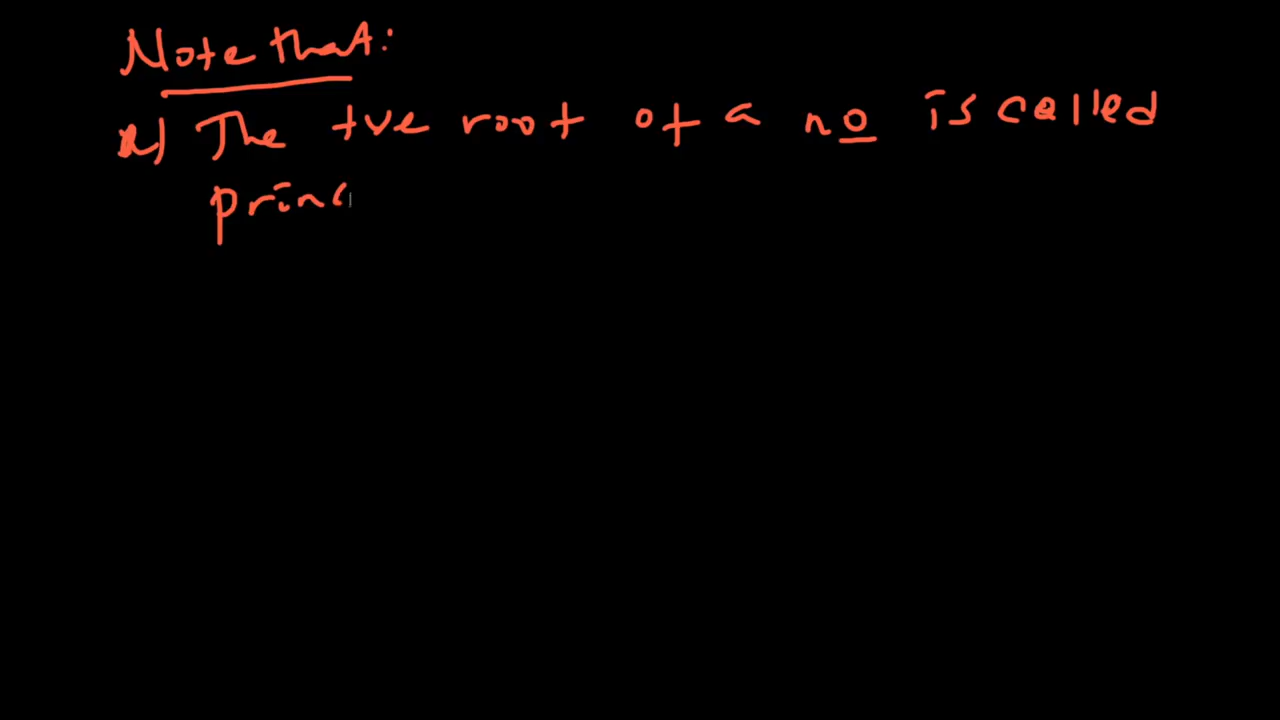 Note that:
a) The +ve root of a no is called
princ